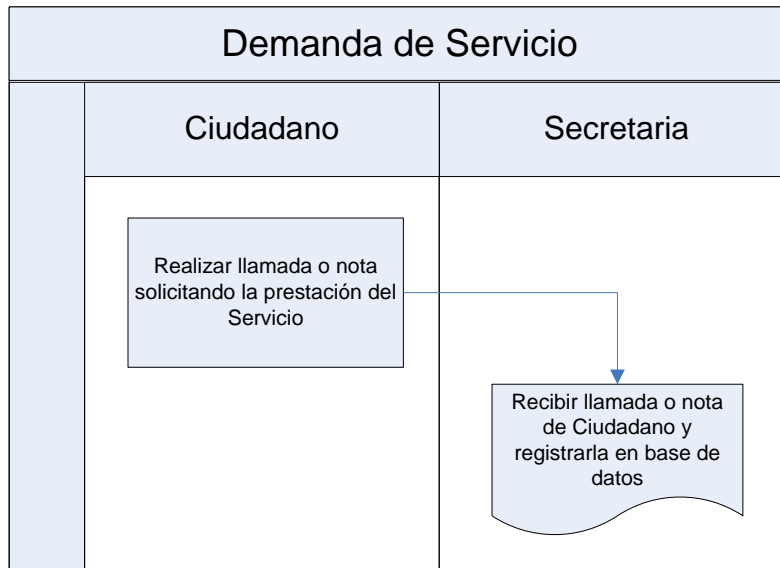 Demanda de Servicio
Ciudadano
Secretaria
Realizar llamada o nota
solicitando la prestación del
Servicio
Recibir llamada o nota
de Ciudadano y
registrarla en base de
datos